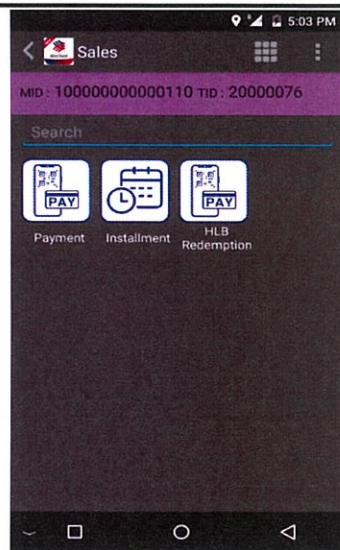 5:03 PM
Sales
MID : 100000000000110 TID : 20000076
Search
PAY
PAY
Payment
Installment
HLB
Redemption